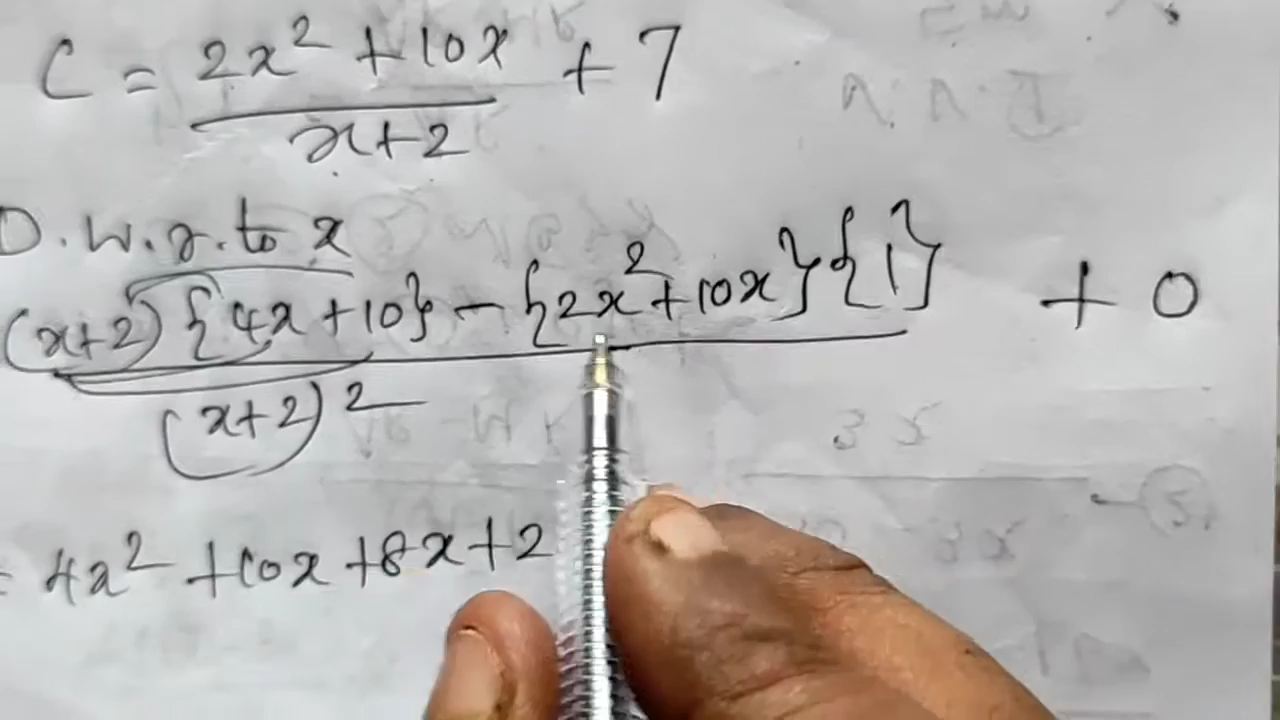 C = 2x² + 10x + 7
x+2
D. w. r. to x
(x+2) {4x + 10} - {2x² + 10x} {1} + 0
(x+2)²
= 4x² + 10x + 8x + 2